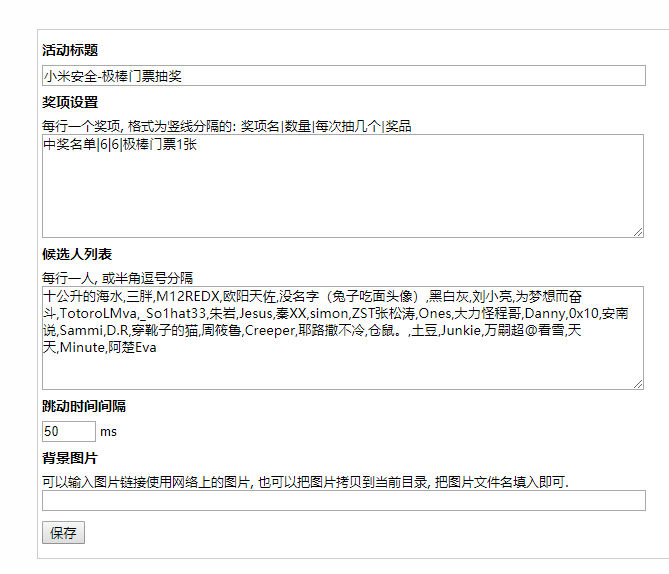 活动标题
小米安全-极棒门票抽奖
奖项设置
每行一个奖项, 格式为竖线分隔的: 奖项名|数量|每次抽几个|奖品
中奖名单|6|6|极棒门票1张
候选人列表
每行一人, 或半角逗号分隔
十公升的海水,三胖,M12REDX,欧阳天佐,没名字（兔子吃面头像）,黑白灰,刘小亮,为梦想而奋
斗,TotoroLMva,_So1hat33,朱岩,Jesus,秦XX,simon,ZST张松涛,Ones,大力怪程哥,Danny,0x10,安南
说,Sammi,D.R,穿靴子的猫,周筱鲁,Creeper,耶路撒不冷,仓鼠。,土豆,Junkie,万嗣超@看雪,天
天,Minute,阿楚Eva
跳动时间间隔
50 ms
背景图片
可以输入图片链接使用网络上的图片, 也可以把图片拷贝到当前目录, 把图片文件名填入即可.
保存